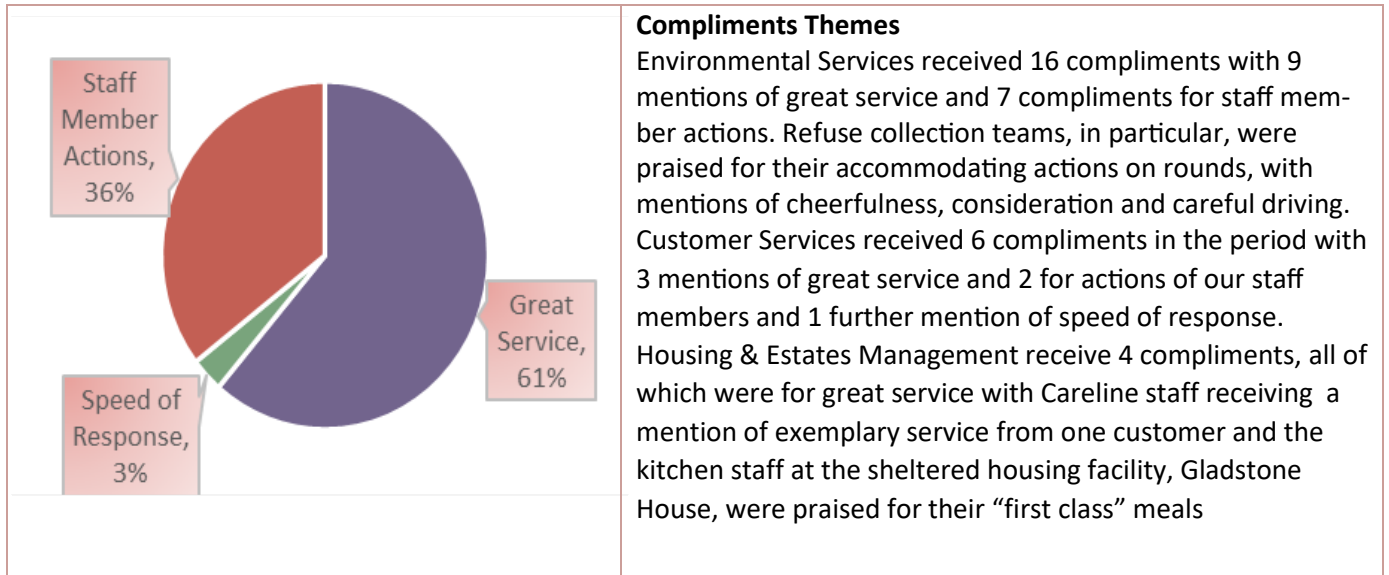 Staff
Member
Actions,
36%
Speed of
Response,
3%
Great
Service,
61%
Compliments Themes
Environmental Services received 16 compliments with 9
mentions of great service and 7 compliments for staff mem-
ber actions. Refuse collection teams, in particular, were
praised for their accommodating actions on rounds, with
mentions of cheerfulness, consideration and careful driving.
Customer Services received 6 compliments in the period with
3 mentions of great service and 2 for actions of our staff
members and 1 further mention of speed of response.
Housing & Estates Management receive 4 compliments, all of
which were for great service with Careline staff receiving a
mention of exemplary service from one customer and the
kitchen staff at the sheltered housing facility, Gladstone
House, were praised for their “first class” meals